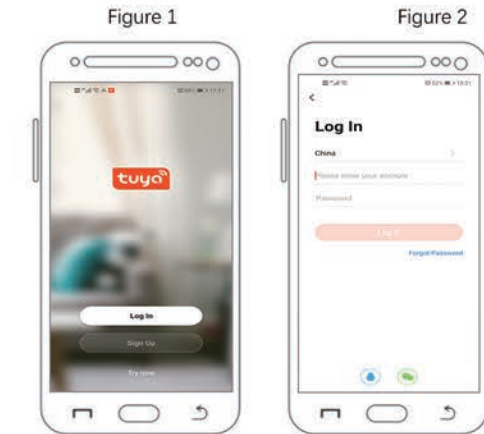 Figure 1
Figure 2
tuya
Log In
Sign Up
Try now
Log In
China
Please enter your account
Password
Log In
Forgot Password